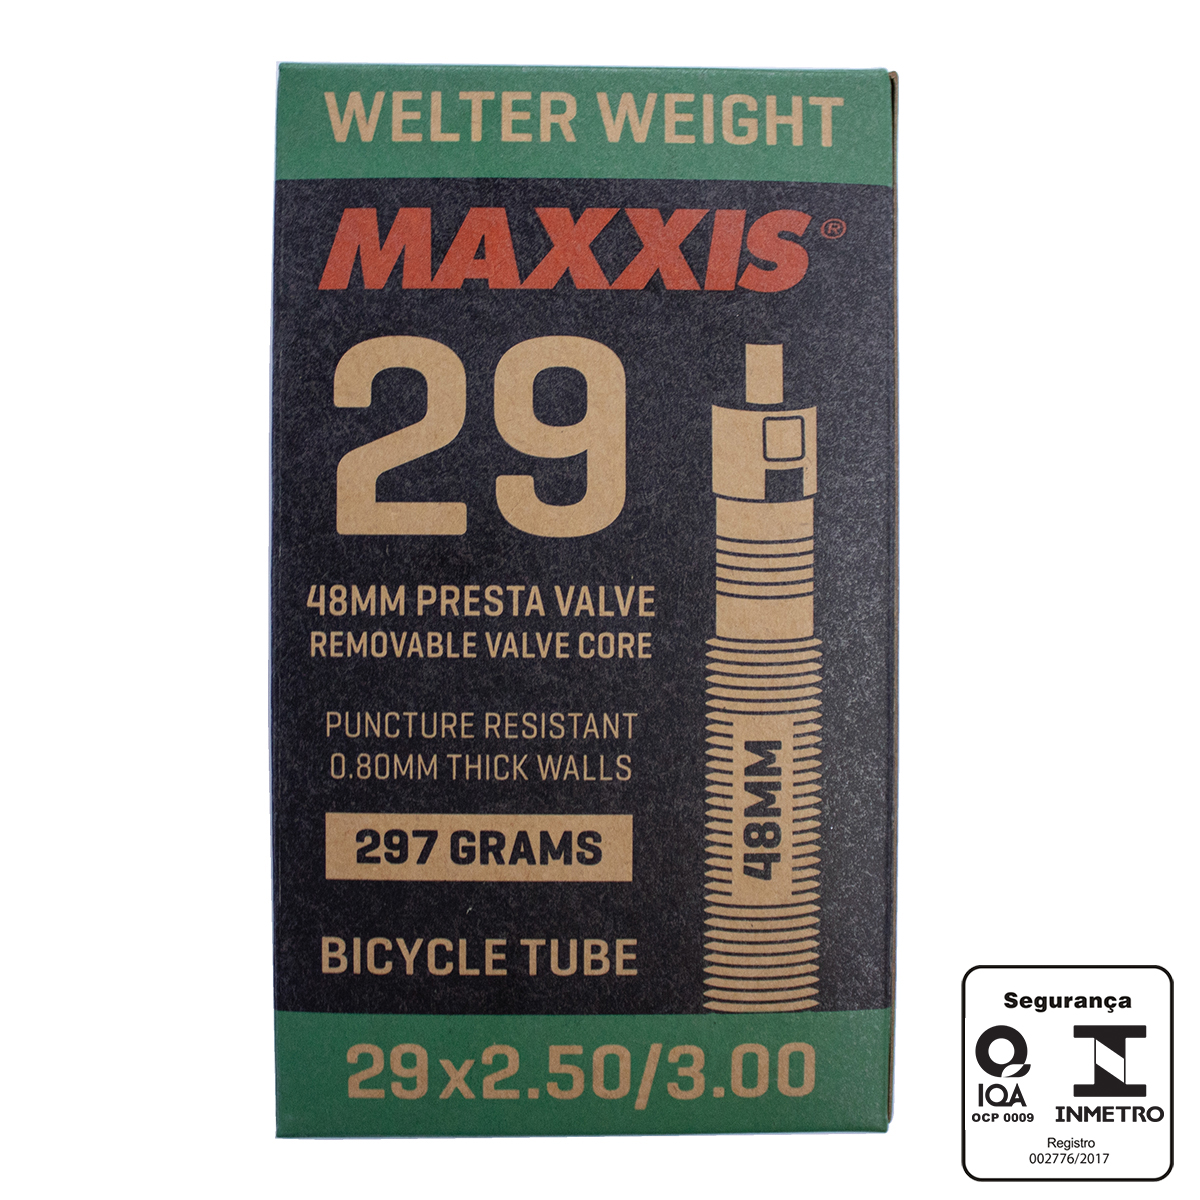 WELTER WEIGHT
MAXXIS®
29
48MM PRESTA VALVE
REMOVABLE VALVE CORE
PUNCTURE RESISTANT
0.80MM THICK WALLS
297 GRAMS
BICYCLE TUBE
48MM
29x2.50/3.00
Segurança
IQA
OCP 0009
INMETRO
Registro
002776/2017